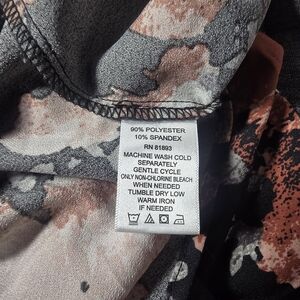 90% POLYESTER
10% SPANDEX
RN 81893
MACHINE WASH COLD
SEPARATELY
GENTLE CYCLE
ONLY NON-CHLORINE BLEACH
WHEN NEEDED
TUMBLE DRY LOW
WARM IRON
IF NEEDED